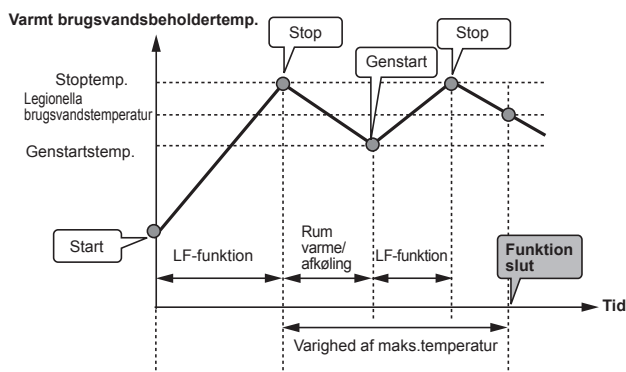 Varmt brugsvandsbeholdertemp.
Stop
Stop
Genstart
Stoptemp.
Legionella
brugsvandstemperatur
Genstartstemp.
Start
LF-funktion
Rum
varme/
afkøling
LF-funktion
Funktion
slut
Tid
Varighed af maks.temperatur